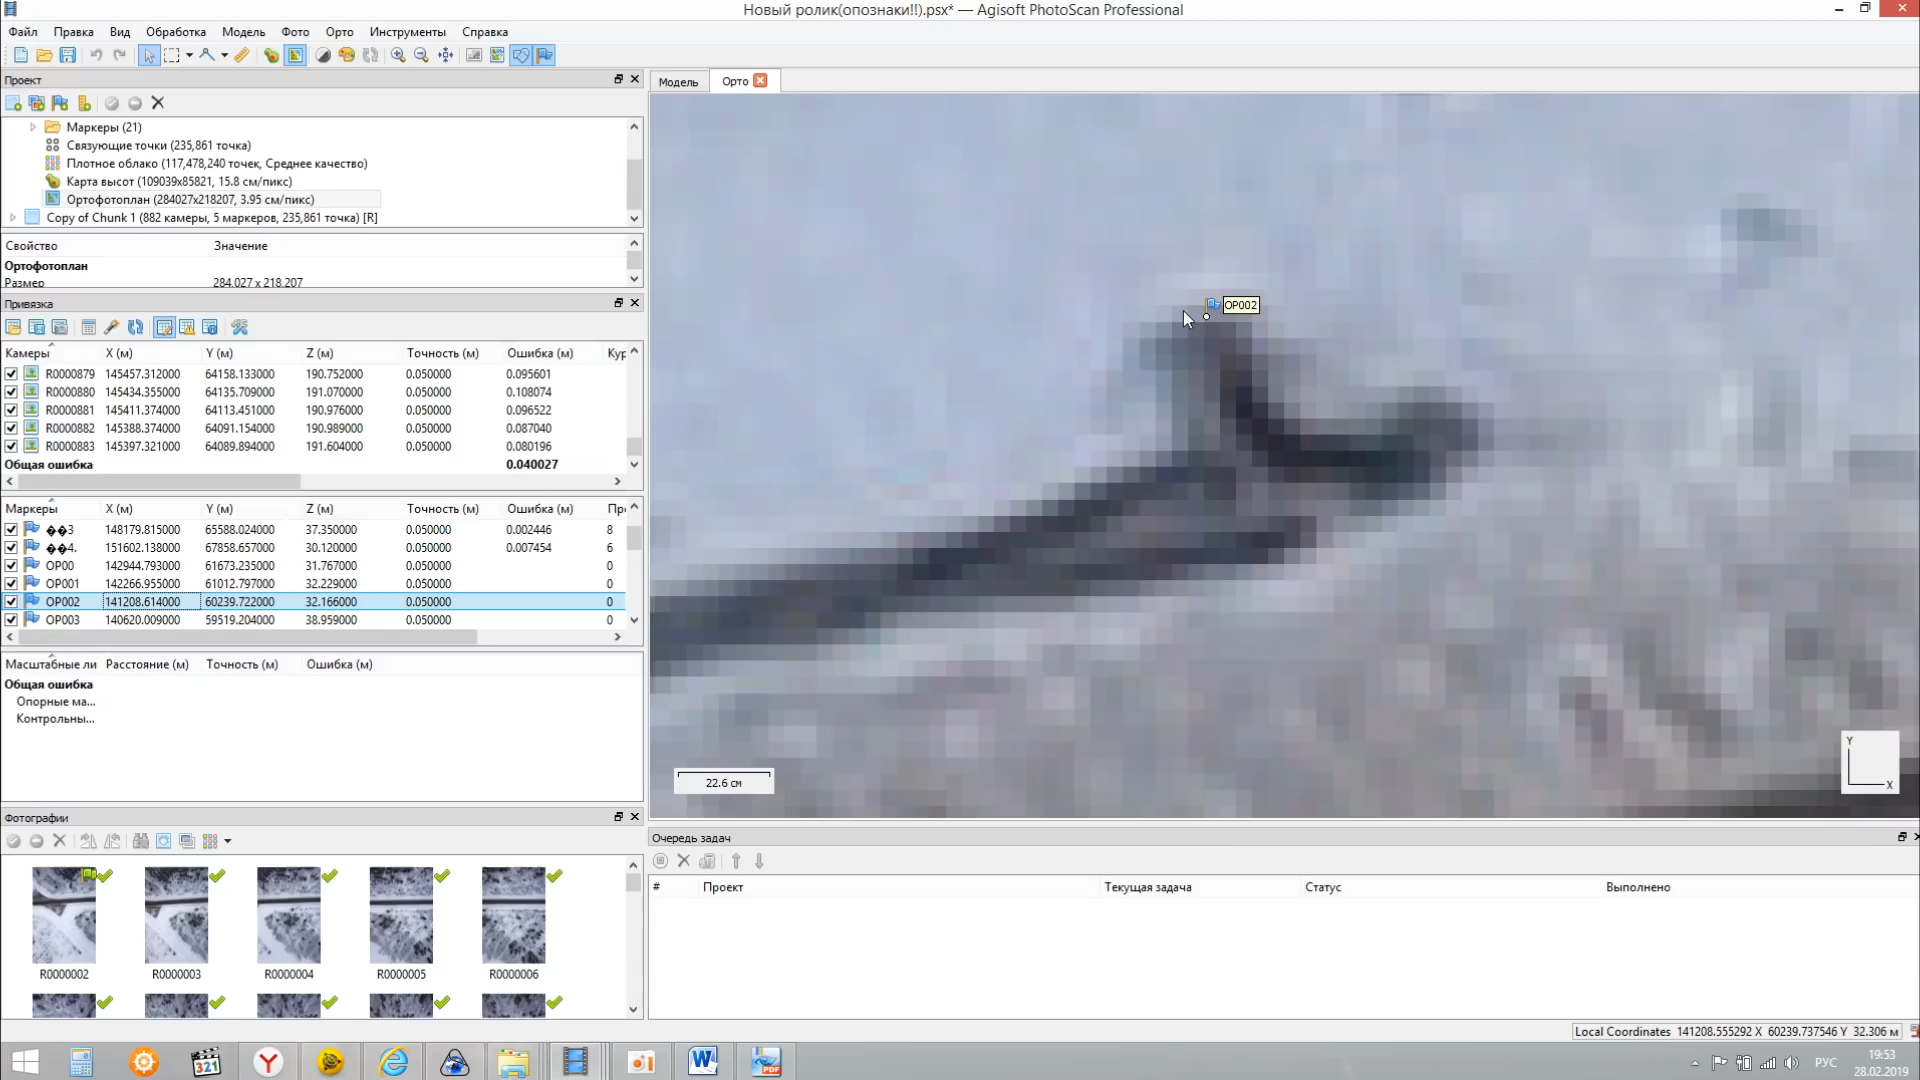 Новый ролик(опознаки!!).psx* — Agisoft PhotoScan Professional
Файл Правка Вид Обработка Модель Фото Орто Инструменты Справка
Проект
Маркеры (21)
Связующие точки (235,861 точка)
Плотное облако (117,478,240 точек, Среднее качество)
Карта высот (109039x85821, 15.8 см/пикс)
Ортофотоплан (284027x218207, 3.95 см/пикс)
Copy of Chunk 1 (882 камеры, 5 маркеров, 235,861 точка) [R]
Свойство Значение
Ортофотоплан
Размер 284,027 x 218,207
Привязка
Камеры X (м) Y (м) Z (м) Точность (м) Ошибка (м) Кур
R0000879 145457.312000 64158.133000 190.752000 0.050000 0.095601
R0000880 145434.355000 64135.709000 191.070000 0.050000 0.108074
R0000881 145411.374000 64113.451000 190.976000 0.050000 0.096522
R0000882 145388.374000 64091.154000 190.989000 0.050000 0.087040
R0000883 145397.321000 64089.894000 191.604000 0.050000 0.080196
Общая ошибка 0.040027
Маркеры X (м) Y (м) Z (м) Точность (м) Ошибка (м) Пр
��3 148179.815000 65588.024000 37.350000 0.050000 0.002446 8
��4. 151602.138000 67858.657000 30.120000 0.050000 0.007454 6
OP00 142944.793000 61673.235000 31.767000 0.050000 0
OP001 142266.955000 61012.797000 32.229000 0.050000 0
OP002 141208.614000 60239.722000 32.166000 0.050000 0
OP003 140620.009000 59519.204000 38.959000 0.050000 0
Масштабные ли Расстояние (м) Точность (м) Ошибка (м)
Общая ошибка
Опорные ма...
Контрольны...
Фотографии
R0000002 R0000003 R0000004 R0000005 R0000006
Модель Орто
OP002
22.6 см
Y
X
Очередь задач
# Проект Текущая задача Статус Выполнено
Local Coordinates 141208.555292 X 60239.737546 Y 32.306 м
321
PDF
РУС
19:53
28.02.2019